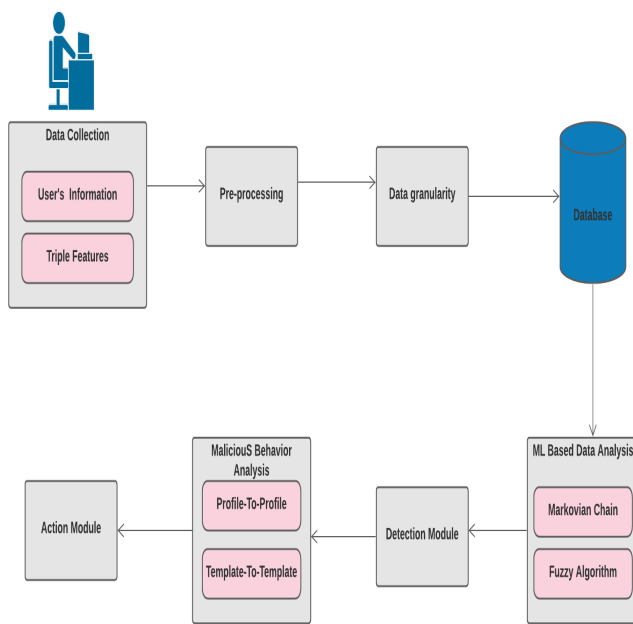 Data Collection
User's Information
Triple Features
Pre-processing
Data granularity
Database
ML Based Data Analysis
Markovian Chain
Fuzzy Algorithm
Detection Module
MaliciouS Behavior
Analysis
Profile-To-Profile
Template-To-Template
Action Module